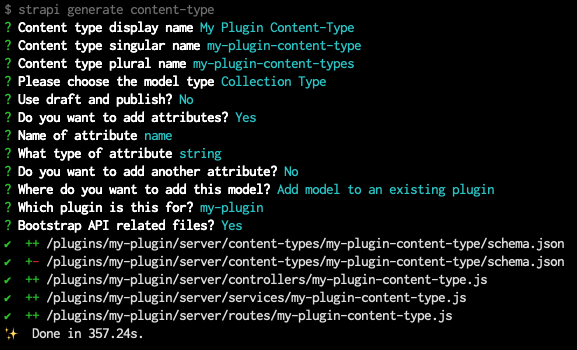 $ strapi generate content-type
? Content type display name My Plugin Content-Type
? Content type singular name my-plugin-content-type
? Content type plural name my-plugin-content-types
? Please choose the model type Collection Type
? Use draft and publish? No
? Do you want to add attributes? Yes
? Name of attribute name
? What type of attribute string
? Do you want to add another attribute? No
? Where do you want to add this model? Add model to an existing plugin
? Which plugin is this for? my-plugin
? Bootstrap API related files? Yes
✔  ++ /plugins/my-plugin/server/content-types/my-plugin-content-type/schema.json
✔  +- /plugins/my-plugin/server/content-types/my-plugin-content-type/schema.json
✔  ++ /plugins/my-plugin/server/controllers/my-plugin-content-type.js
✔  ++ /plugins/my-plugin/server/services/my-plugin-content-type.js
✔  ++ /plugins/my-plugin/server/routes/my-plugin-content-type.js
✨  Done in 357.24s.